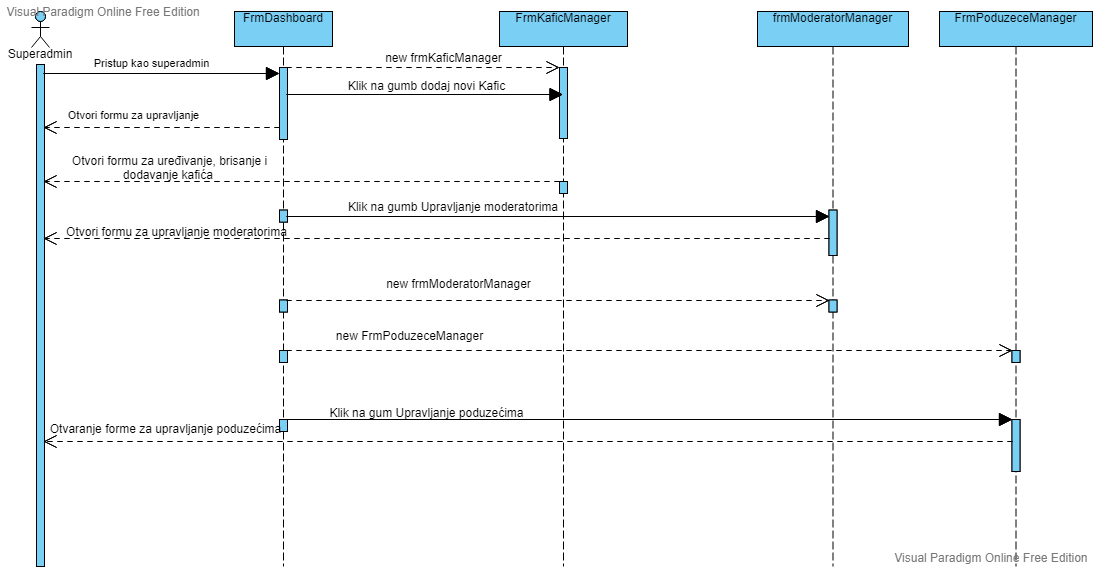 Visual Paradigm Online Free Edition
FrmDashboard
FrmKaficManager
frmModeratorManager
FrmPoduzeceManager
Superadmin
Pristup kao superadmin
new frmKaficManager
Klik na gumb dodaj novi Kafic
Otvori formu za upravljanje
Otvori formu za uređivanje, brisanje i
dodavanje kafića
Klik na gumb Upravljanje moderatorima
Otvori formu za upravljanje moderatorima
new frmModeratorManager
new FrmPoduzeceManager
Klik na gum Upravljanje poduzećima
Otvaranje forme za upravljanje poduzećima
Visual Paradigm Online Free Edition